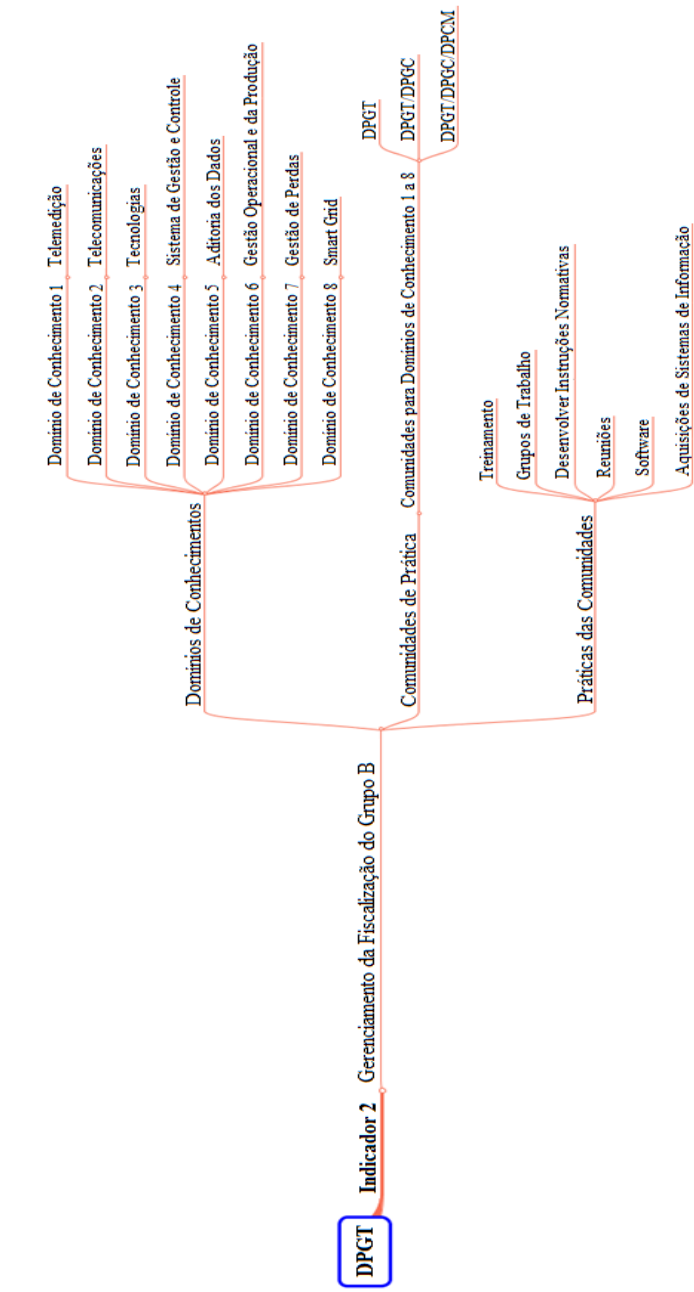 DPGT
Indicador 2
Gerenciamento da Fiscalização do Grupo B
Domínios de Conhecimentos
Domínio de Conhecimento 1 Telemedição
Domínio de Conhecimento 2 Telecomunicações
Domínio de Conhecimento 3 Tecnologias
Domínio de Conhecimento 4 Sistema de Gestão e Controle
Domínio de Conhecimento 5 Aditoria dos Dados
Domínio de Conhecimento 6 Gestão Operacional e da Produção
Domínio de Conhecimento 7 Gestão de Perdas
Domínio de Conhecimento 8 Smart Grid
Comunidades de Prática
Comunidades para Domínios de Conhecimento 1 a 8
DPGT
DPGT/DPGC
DPGT/DPGC/DPCM
Práticas das Comunidades
Treinamento
Grupos de Trabalho
Desenvolver Instruções Normativas
Reuniões
Software
Aquisições de Sistemas de Informação